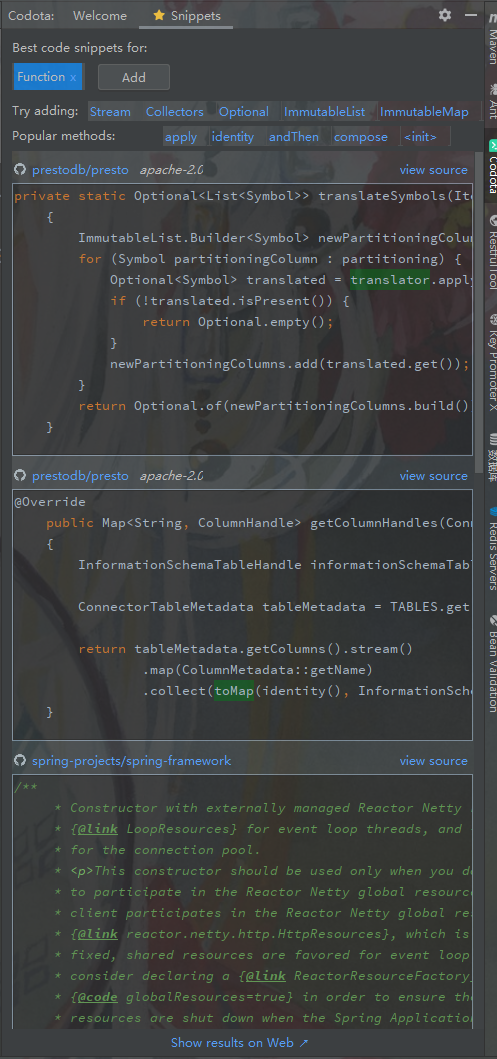 Codota: Welcome Snippets
Best code snippets for:
Function x Add
Try adding: Stream Collectors Optional ImmutableList ImmutableMap
Popular methods: apply identity andThen compose <init>
prestodb/presto apache-2.0 view source
private static Optional<List<Symbol>> translateSymbols(Ite
{
ImmutableList.Builder<Symbol> newPartitioningColum
for (Symbol partitioningColumn : partitioning) {
Optional<Symbol> translated = translator.apply
if (!translated.isPresent()) {
return Optional.empty();
}
newPartitioningColumns.add(translated.get());
}
return Optional.of(newPartitioningColumns.build()
}
prestodb/presto apache-2.0 view source
@Override
public Map<String, ColumnHandle> getColumnHandles(Conn
{
InformationSchemaTableHandle informationSchemaTabl
ConnectorTableMetadata tableMetadata = TABLES.get
return tableMetadata.getColumns().stream()
.map(ColumnMetadata::getName)
.collect(toMap(identity(), InformationSche
}
spring-projects/spring-framework view source
/**
* Constructor with externally managed Reactor Netty
* {@link LoopResources} for event loop threads, and
* for the connection pool.
* <p>This constructor should be used only when you do
to participate in the Reactor Netty global resource
* client participates in the Reactor Netty global res
* {@link reactor.netty.http.HttpResources}, which is
* fixed, shared resources are favored for event loop
* consider declaring a {@link ReactorResourceFactory
* {@code globalResources=true} in order to ensure the
* resources are shut down when the Spring Application
Show results on Web ↗
Maven
Ant
Codota
RestfulTool
Key Promoter X
数据库
Redis Servers
Bean Validation